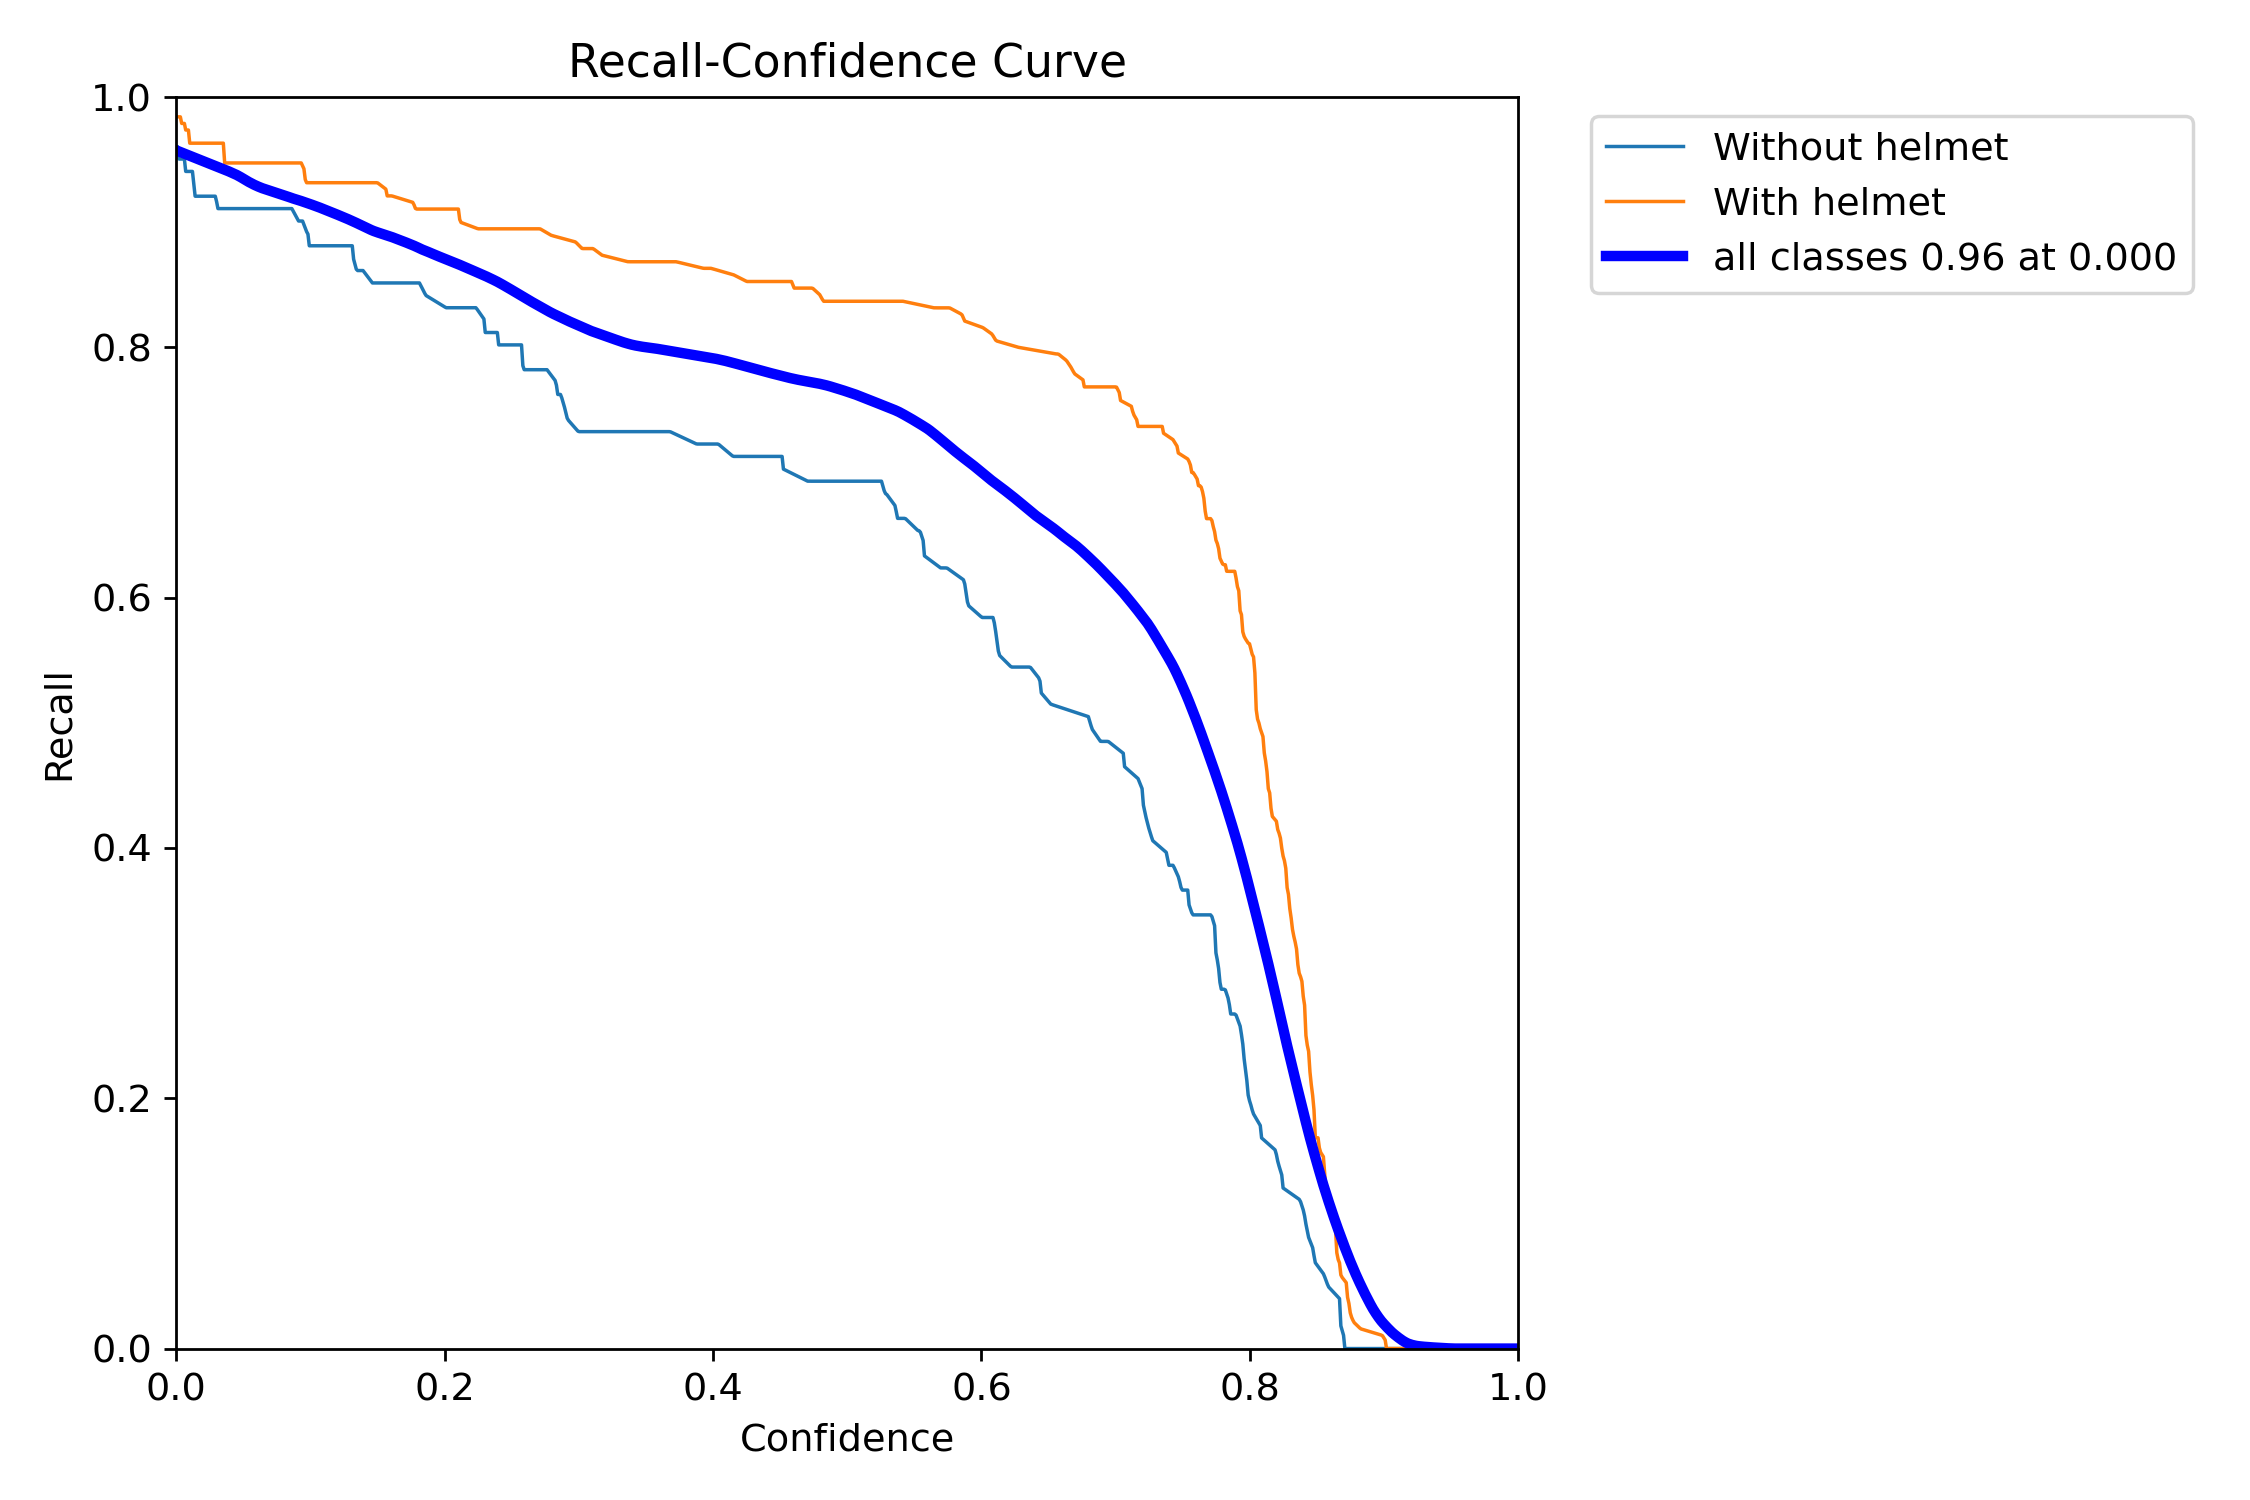 Recall-Confidence Curve
1.0
0.8
0.6
0.4
0.2
0.0
Recall
0.0 0.2 0.4 0.6 0.8 1.0
Confidence
Without helmet
With helmet
all classes 0.96 at 0.000